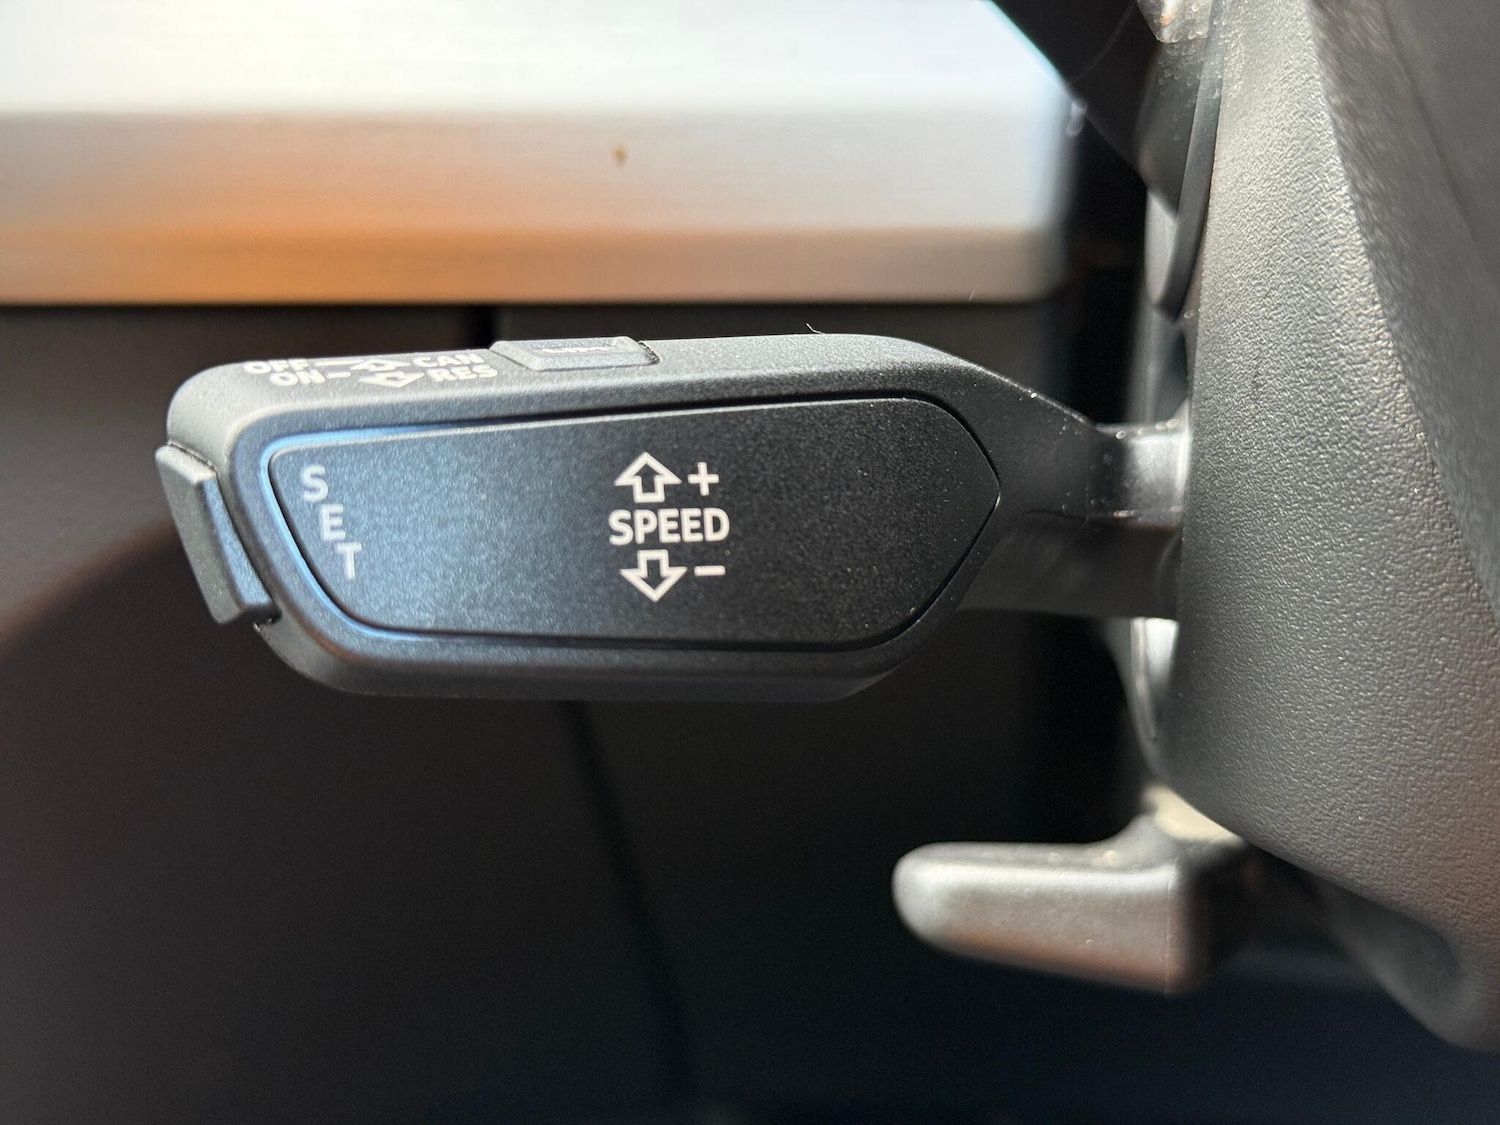 OFF CAN
ON RES
SET
+
SPEED
-